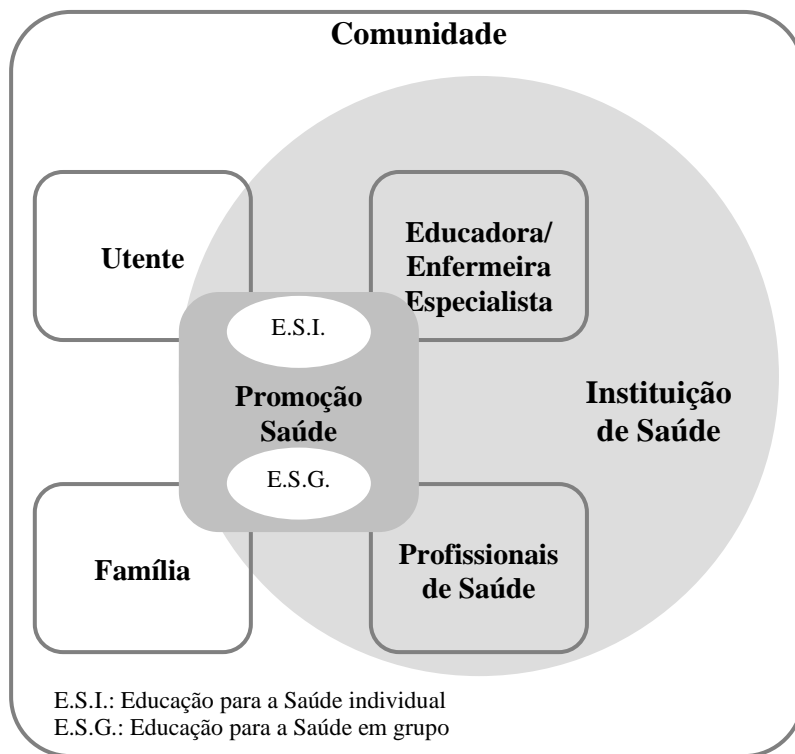 Comunidade
Utente
Educadora/
Enfermeira
Especialista
E.S.I.
Promoção
Saúde
Instituição
de Saúde
E.S.G.
Família
Profissionais
de Saúde
E.S.I.: Educação para a Saúde individual
E.S.G.: Educação para a Saúde em grupo